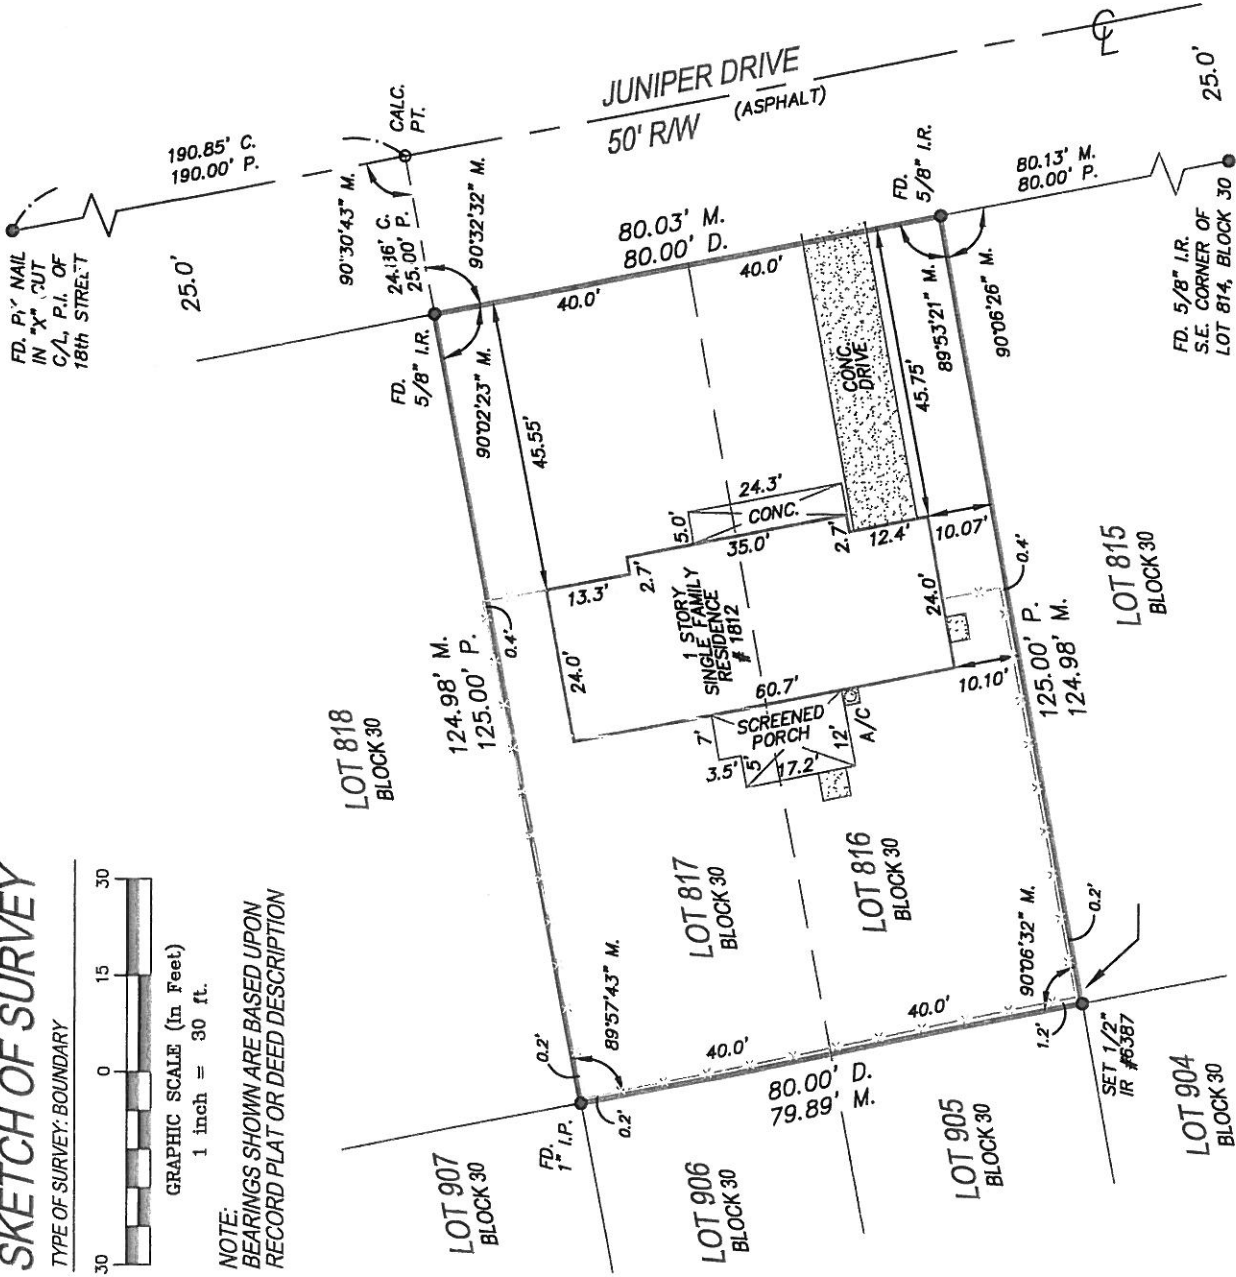 SKETCH OF SURVEY
TYPE OF SURVEY: BOUNDARY
30 0 15 30
GRAPHIC SCALE (In Feet)
1 inch = 30 ft.
NOTE:
BEARINGS SHOWN ARE BASED UPON
RECORD PLAT OR DEED DESCRIPTION
FD. NAIL
IN "X" CUT
C/L, P.I. OF
18th STREET
190.85' C.
190.00' P.
25.0'
CALC.
PT.
90°30'43" M.
24.86' C.
25.00' P.
90°32'32" M.
JUNIPER DRIVE
50' R/W
(ASPHALT)
CL
25.0'
FD.
5/8" I.R.
90°02'23" M.
80.03' M.
80.00' D.
40.0'
40.0'
FD.
5/8" I.R.
80.13' M.
80.00' P.
89°53'21" M.
90°06'26" M.
FD. 5/8" I.R.
S.E. CORNER OF
LOT 814, BLOCK 30
45.55'
CONC.
DRIVE
45.75'
24.3'
5.0'
CONC.
35.0'
2.7'
12.4'
10.07'
13.3'
2.7'
24.0'
24.0'
0.4'
0.4'
1 STORY
SINGLE FAMILY
RESIDENCE
# 1812
60.7'
10.10'
SCREENED
PORCH
7'
3.5'
5'
17.2'
12'
A/C
LOT 818
BLOCK 30
124.98' M.
125.00' P.
LOT 815
BLOCK 30
125.00' P.
124.98' M.
LOT 817
BLOCK 30
LOT 816
BLOCK 30
0.2'
89°57'43" M.
90°06'32" M.
0.2'
40.0'
40.0'
0.2'
1.2'
80.00' D.
79.89' M.
FD.
1" I.P.
SET 1/2"
IR #6387
LOT 907
BLOCK 30
LOT 906
BLOCK 30
LOT 905
BLOCK 30
LOT 904
BLOCK 30